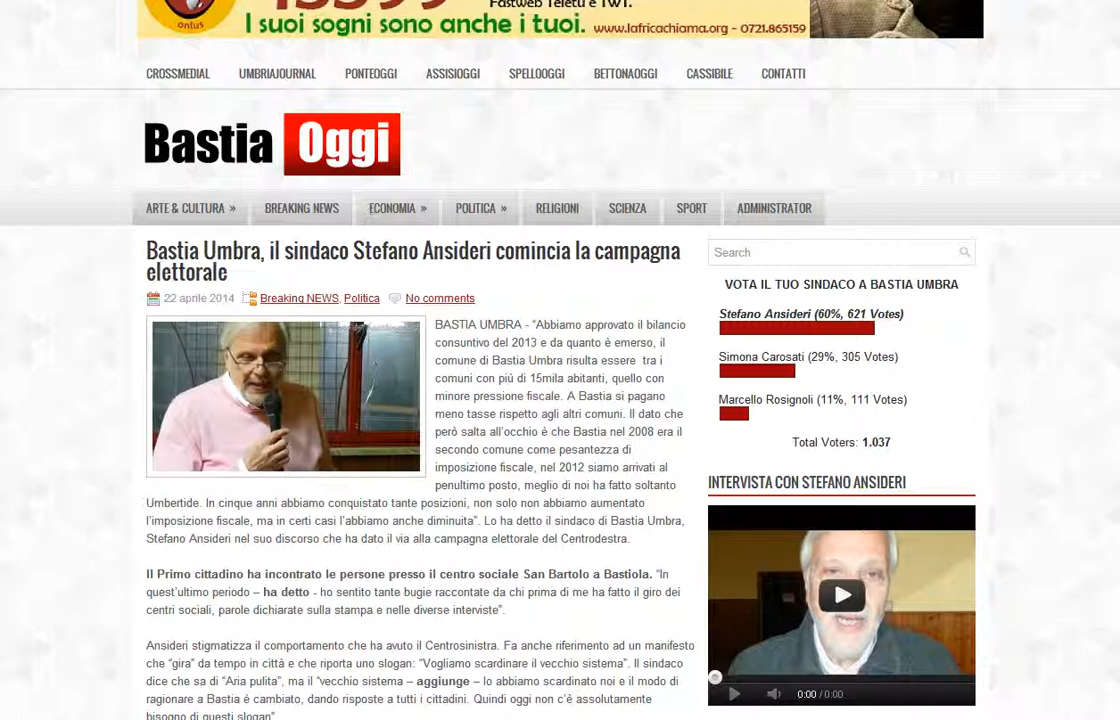 Fastweb TeleTu e TWT.
onlus
I suoi sogni sono anche i tuoi. www.lafricachiama.org - 0721.865159
CROSSMEDIAL UMBRIAJOURNAL PONTEOGGI ASSISIOGGI SPELLOOGGI BETTONAOGGI CASSIBILE CONTATTI
Bastia Oggi
ARTE & CULTURA » BREAKING NEWS ECONOMIA » POLITICA » RELIGIONI SCIENZA SPORT ADMINISTRATOR
Bastia Umbra, il sindaco Stefano Ansideri comincia la campagna
elettorale
22 aprile 2014 Breaking NEWS, Politica No comments
BASTIA UMBRA - “Abbiamo approvato il bilancio
consuntivo del 2013 e da quanto è emerso, il
comune di Bastia Umbra risulta essere tra i
comuni con più di 15mila abitanti, quello con
minore pressione fiscale. A Bastia si pagano
meno tasse rispetto agli altri comuni. Il dato che
però salta all’occhio è che Bastia nel 2008 era il
secondo comune come pesantezza di
imposizione fiscale, nel 2012 siamo arrivati al
penultimo posto, meglio di noi ha fatto soltanto
Umbertide. In cinque anni abbiamo conquistato tante posizioni, non solo non abbiamo aumentato
l’imposizione fiscale, ma in certi casi l’abbiamo anche diminuita”. Lo ha detto il sindaco di Bastia Umbra,
Stefano Ansideri nel suo discorso che ha dato il via alla campagna elettorale del Centrodestra.
Il Primo cittadino ha incontrato le persone presso il centro sociale San Bartolo a Bastiola. “In
quest’ultimo periodo – ha detto - ho sentito tante bugie raccontate da chi prima di me ha fatto il giro dei
centri sociali, parole dichiarate sulla stampa e nelle diverse interviste”.
Ansideri stigmatizza il comportamento che ha avuto il Centrosinistra. Fa anche riferimento ad un manifesto
che “gira” da tempo in città e che riporta uno slogan: “Vogliamo scardinare il vecchio sistema”. Il sindaco
dice che sa di “Aria pulita”, ma il “vecchio sistema – aggiunge – lo abbiamo scardinato noi e il modo di
ragionare a Bastia è cambiato, dando risposte a tutti i cittadini. Quindi oggi non c’è assolutamente
bisogno di questi slogan”
Search
VOTA IL TUO SINDACO A BASTIA UMBRA
Stefano Ansideri (60%, 621 Votes)
Simona Carosati (29%, 305 Votes)
Marcello Rosignoli (11%, 111 Votes)
Total Voters: 1.037
INTERVISTA CON STEFANO ANSIDERI
0:00 / 0:00